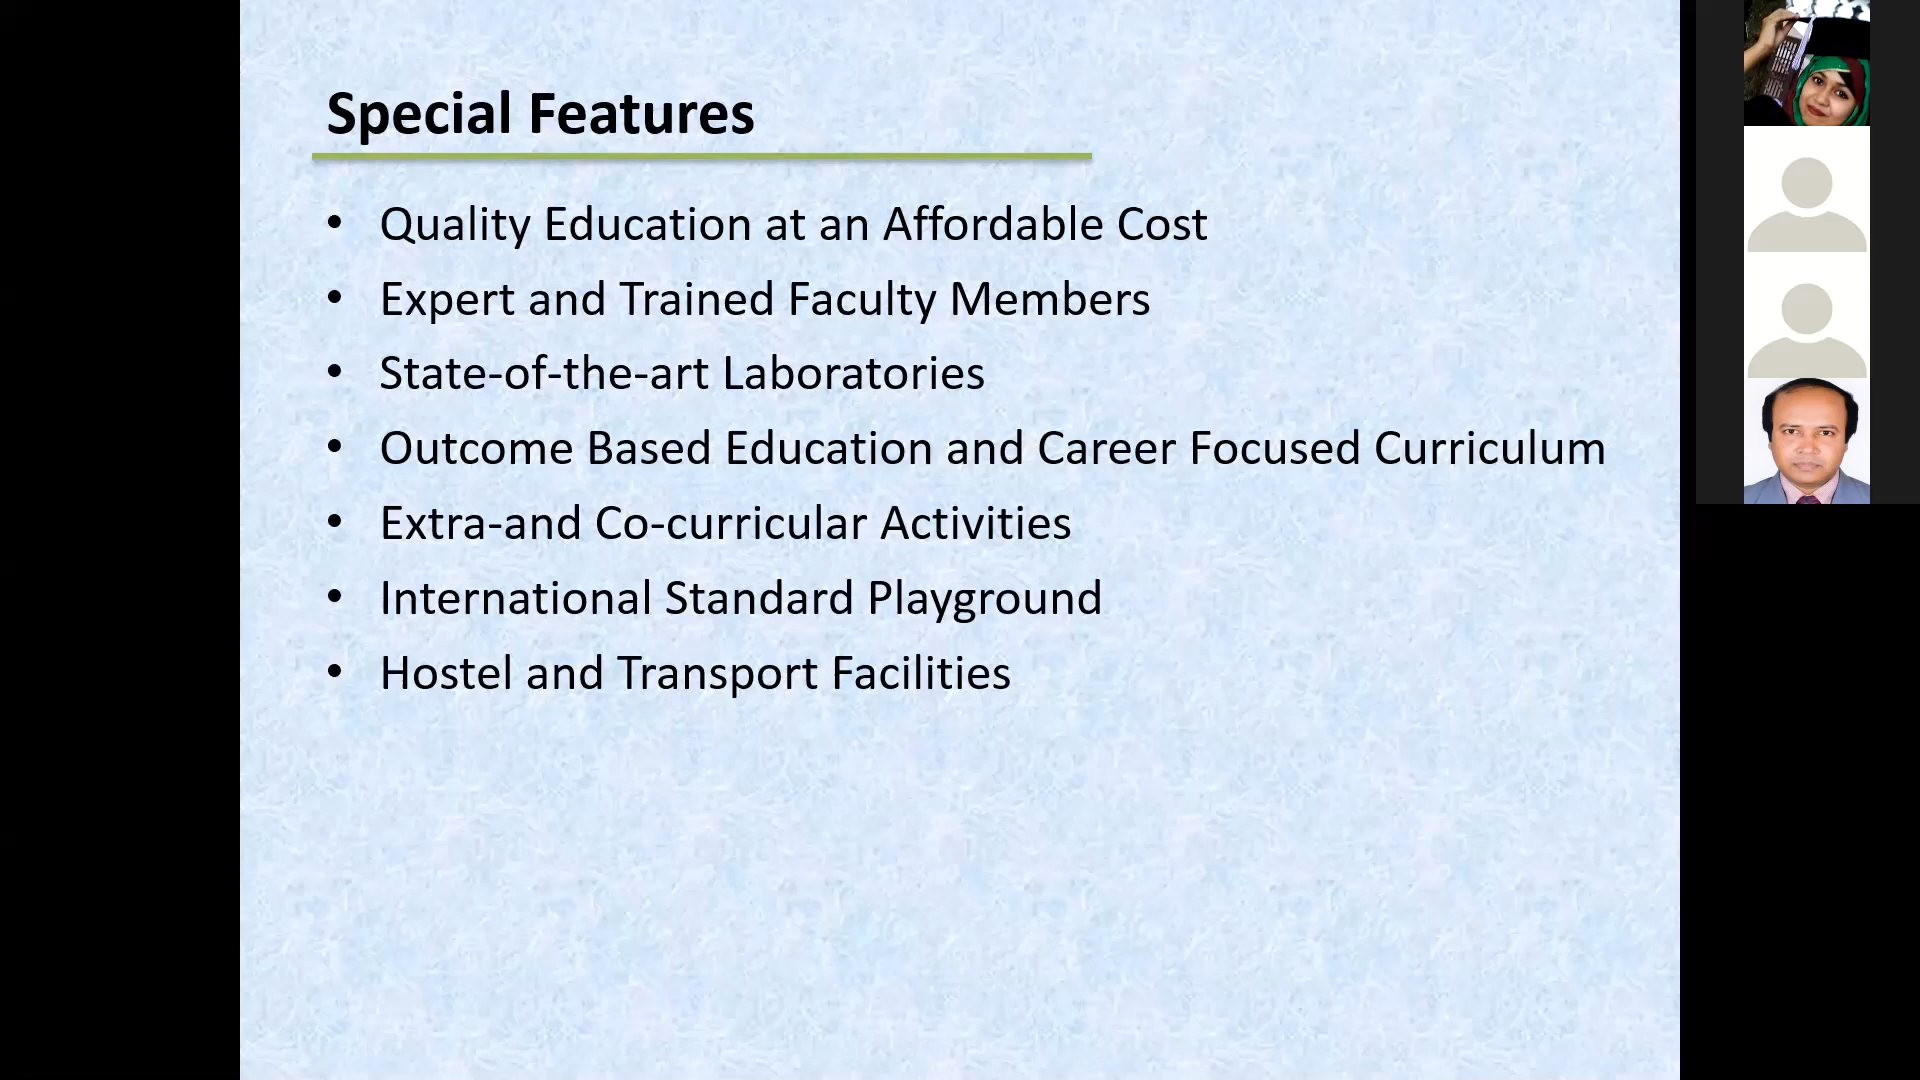 Special Features
• Quality Education at an Affordable Cost
• Expert and Trained Faculty Members
• State-of-the-art Laboratories
• Outcome Based Education and Career Focused Curriculum
• Extra-and Co-curricular Activities
• International Standard Playground
• Hostel and Transport Facilities